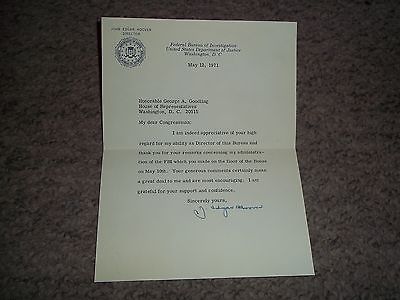 JOHN EDGAR HOOVER
DIRECTOR
Federal Bureau of Investigation
United States Department of Justice
Washington, D. C.
May 12, 1971
Honorable George A. Goodling
House of Representatives
Washington, D. C. 20515
My dear Congressman:
I am indeed appreciative of your high
regard for my ability as Director of this Bureau and
thank you for your remarks concerning my administra-
tion of the FBI which you made on the floor of the House
on May 10th. Your generous comments certainly mean
a great deal to me and are most encouraging. I am
grateful for your support and confidence.
Sincerely yours,
J. Edgar Hoover